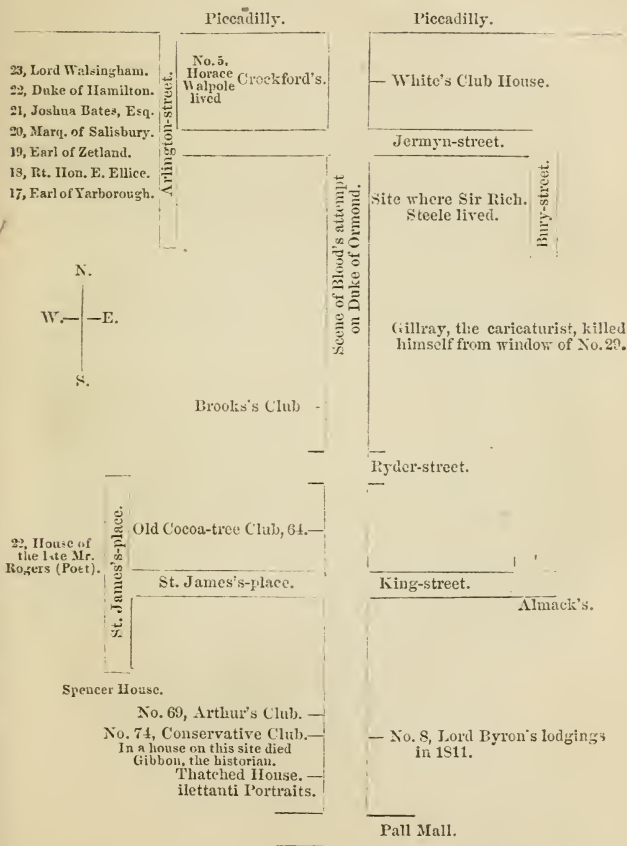 Piccadilly.
Piccadilly.
23, Lord Walsingham.
22, Duke of Hamilton.
21, Joshua Bates, Esq.
20, Marq. of Salisbury.
19, Earl of Zetland.
18, Rt. Hon. E. Ellice.
17, Earl of Yarborough.
Arlington-street.
No. 5,
Horace
Walpole
lived
Crockford's.
White's Club House.
Jermyn-street.
Scene of Blood's attempt
on Duke of Ormond.
Site where Sir Rich.
Steele lived.
Bury-street.
N.
W. E.
S.
Gillray, the caricaturist, killed
himself from window of No. 29.
Brooks's Club
Ryder-street.
22, House of
the late Mr.
Rogers (Poet).
St. James's-place.
Old Cocoa-tree Club, 64.
St. James's-place.
King-street.
Almack's.
Spencer House.
No. 69, Arthur's Club.
No. 74, Conservative Club.
In a house on this site died
Gibbon, the historian.
Thatched House.
ilettanti Portraits.
No. 8, Lord Byron's lodgings
in 1811.
Pall Mall.